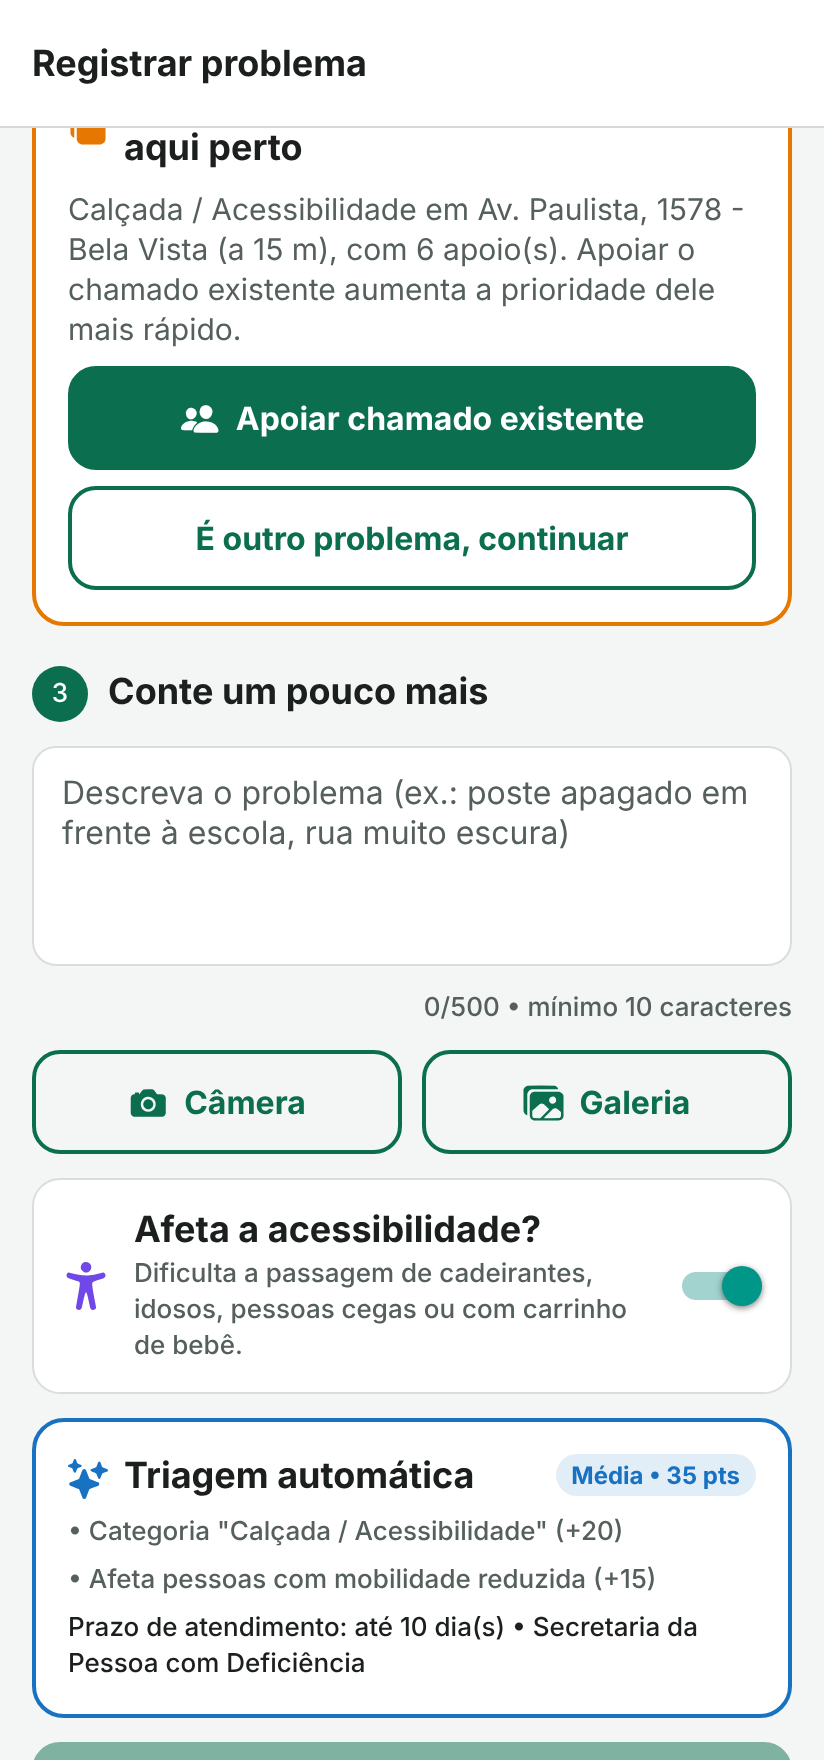 Registrar problema
aqui perto
Calçada / Acessibilidade em Av. Paulista, 1578 -
Bela Vista (a 15 m), com 6 apoio(s). Apoiar o
chamado existente aumenta a prioridade dele
mais rápido.
Apoiar chamado existente
É outro problema, continuar
3 Conte um pouco mais
Descreva o problema (ex.: poste apagado em
frente à escola, rua muito escura)
0/500 • mínimo 10 caracteres
Câmera Galeria
Afeta a acessibilidade?
Dificulta a passagem de cadeirantes,
idosos, pessoas cegas ou com carrinho
de bebê.
Triagem automática Média • 35 pts
• Categoria "Calçada / Acessibilidade" (+20)
• Afeta pessoas com mobilidade reduzida (+15)
Prazo de atendimento: até 10 dia(s) • Secretaria da
Pessoa com Deficiência